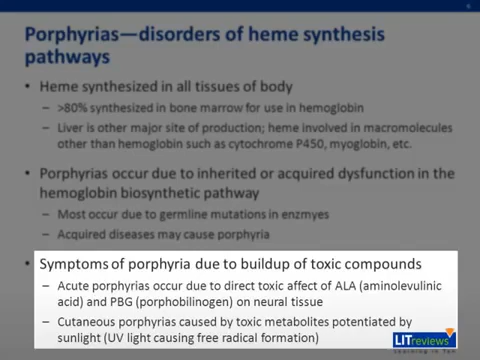 Porphyrias—disorders of heme synthesis
pathways
• Heme synthesized in all tissues of body
– >80% synthesized in bone marrow for use in hemoglobin
– Liver is other major site of production; heme involved in macromolecules
other than hemoglobin such as cytochrome P450, myoglobin, etc.
• Porphyrias occur due to inherited or acquired dysfunction in the
hemoglobin biosynthetic pathway
– Most occur due to germline mutations in enzmyes
– Acquired diseases may cause porphyria
• Symptoms of porphyria due to buildup of toxic compounds
– Acute porphyrias occur due to direct toxic affect of ALA (aminolevulinic
acid) and PBG (porphobilinogen) on neural tissue
– Cutaneous porphyrias caused by toxic metabolites potentiated by
sunlight (UV light causing free radical formation)
LITreviews
Learning in Ten